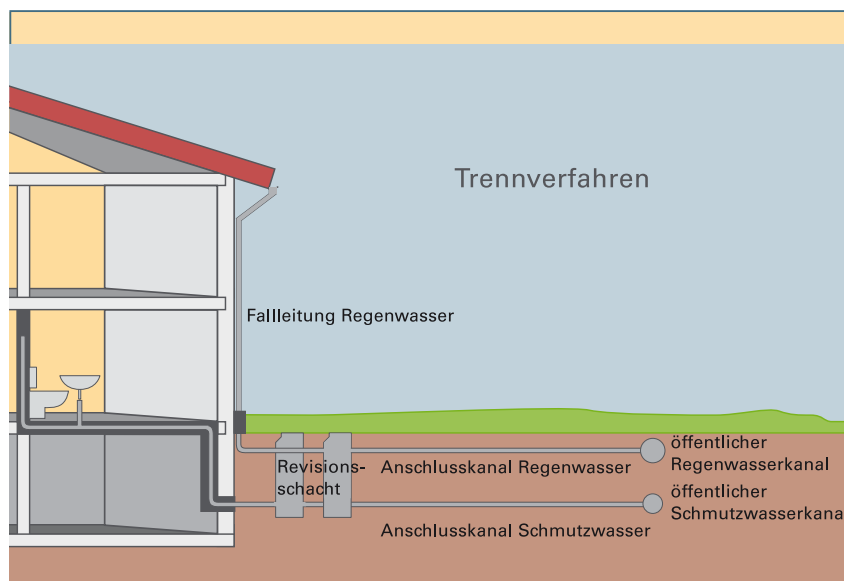 Trennverfahren
Fallleitung Regenwasser
öffentlicher
Regenwasserkanal
Revisions-
schacht
Anschlusskanal Regenwasser
öffentlicher
Schmutzwasserkana
Anschlusskanal Schmutzwasser